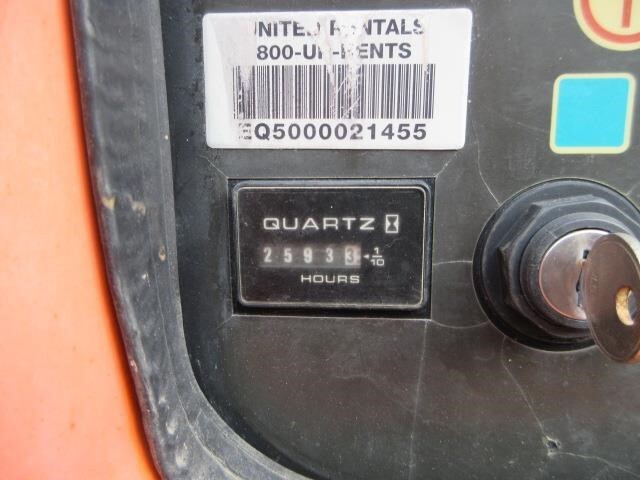 UNITED RENTALS
800-UR-RENTS
EQ5000021455
QUARTZ
25933 1/10
HOURS